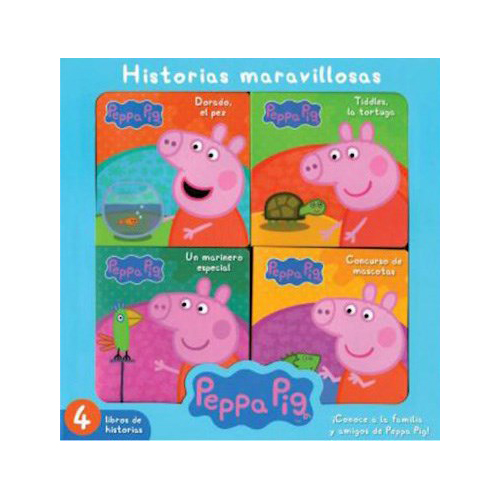 Historias maravillosas
Peppa Pig
Dorado,
el pez
Peppa Pig
Tiddles,
la tortuga
Peppa Pig
Un marinero
especial
Peppa Pig
Concurso de
mascotas
Peppa Pig
4
libros de
historias
¡Conoce a la familia
y amigos de Peppa Pig!